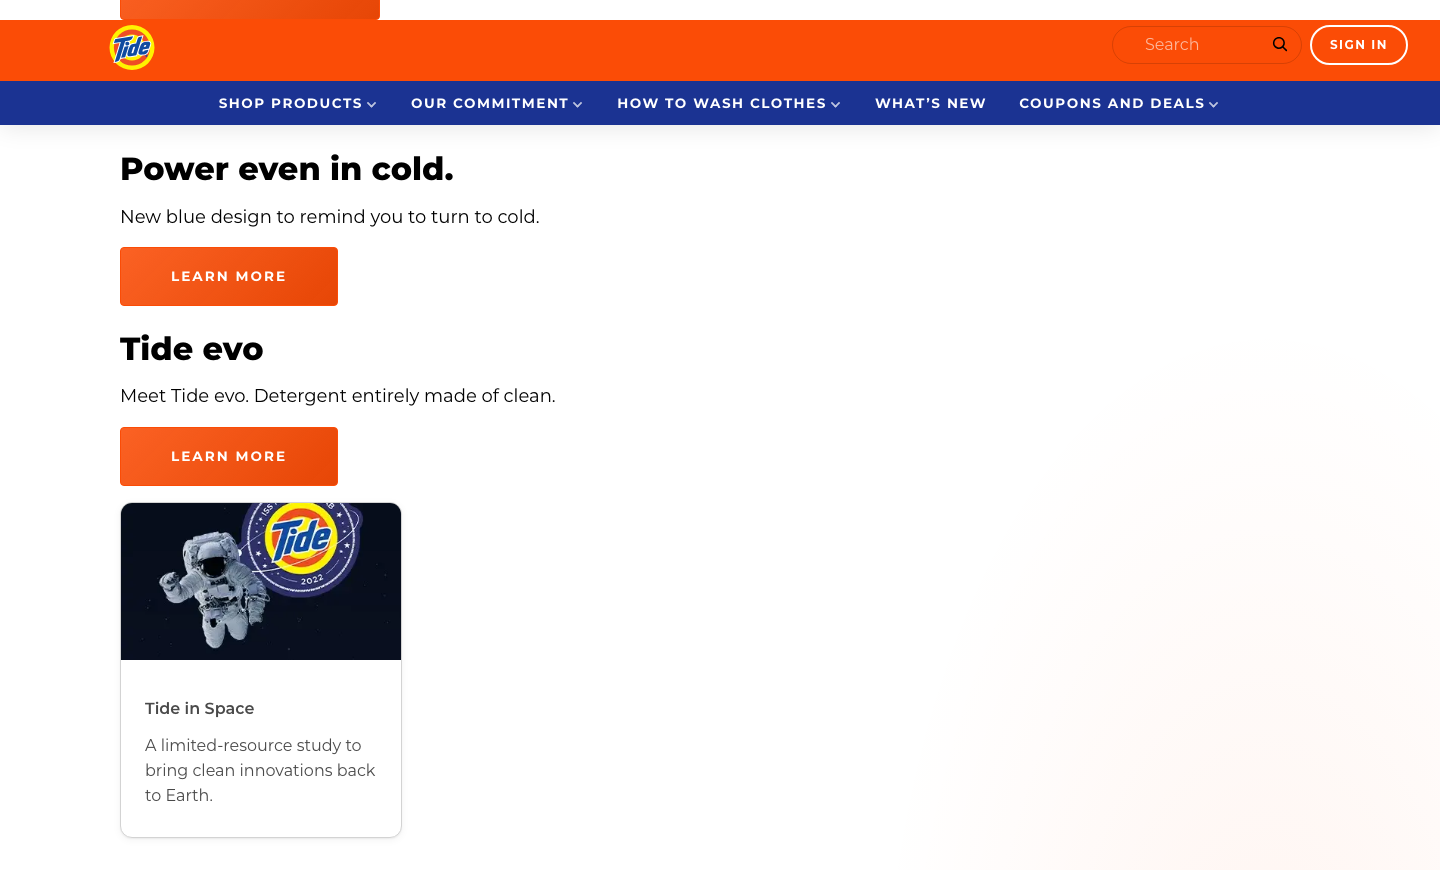 Tide
Search
SIGN IN
SHOP PRODUCTS
OUR COMMITMENT
HOW TO WASH CLOTHES
WHAT’S NEW
COUPONS AND DEALS
Power even in cold.
New blue design to remind you to turn to cold.
LEARN MORE
Tide evo
Meet Tide evo. Detergent entirely made of clean.
LEARN MORE
ISS
Tide
2022
Tide in Space
A limited-resource study to
bring clean innovations back
to Earth.